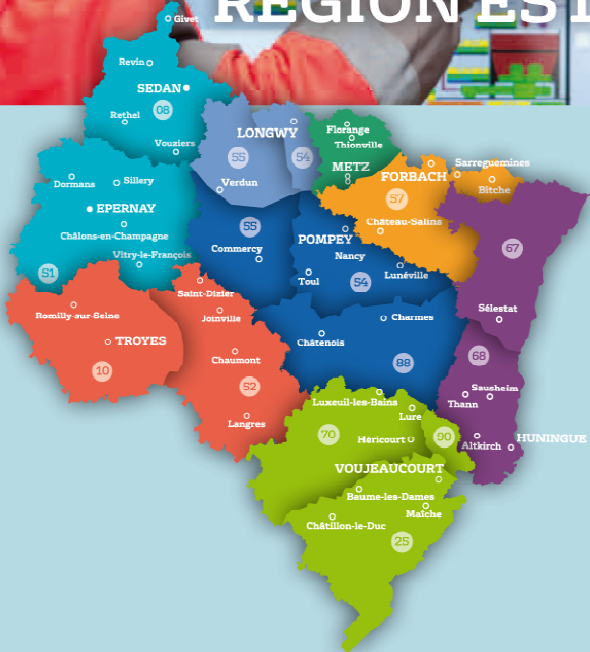 RÉGION EST
Givet
Revin
SEDAN
08
Rethel
Vouziers
LONGWY
55
54
Verdun
Florange
Thionville
METZ
Sarreguemines
FORBACH
Bitche
57
Château-Salins
Dormans
Sillery
EPERNAY
Châlons-en-Champagne
Vitry-le-François
51
55
Commercy
POMPEY
Nancy
Toul
54
Lunéville
67
Sélestat
Saint-Dizier
Joinville
Romilly-sur-Seine
TROYES
10
Chaumont
52
Langres
Charmes
Châtenois
88
68
Sausheim
Thann
Altkirch
HUNINGUE
Luxeuil-les-Bains
Lure
70
Héricourt
90
VOUJEAUCOURT
Baume-les-Dames
Maîche
Châtillon-le-Duc
25